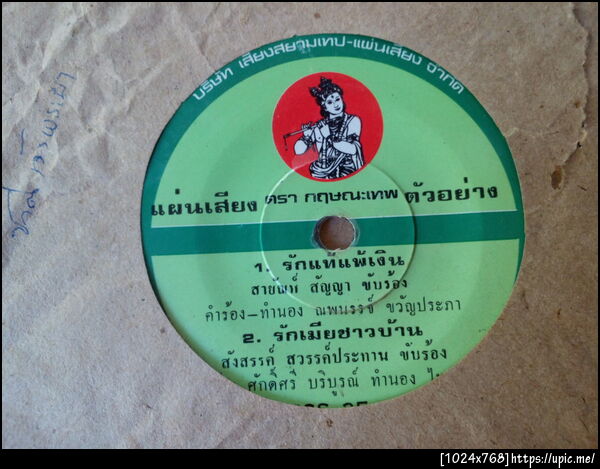 บริษัท เสียงสยามเทป-แผ่นเสียง จำกัด
แผ่นเสียง ตรา กฤษณะเทพ ตัวอย่าง
1. รักแท้แพ้เงิน
สายัณห์ สัญญา ขับร้อง
คำร้อง-ทำนอง ณพนรรจ์ ขวัญประภา
2. รักเมียชาวบ้าน
สังสรรค์ สวรรค์ประทาน ขับร้อง
ศักดิ์ศรี บริบูรณ์ ทำนอง
[1024x768]https://upic.me/